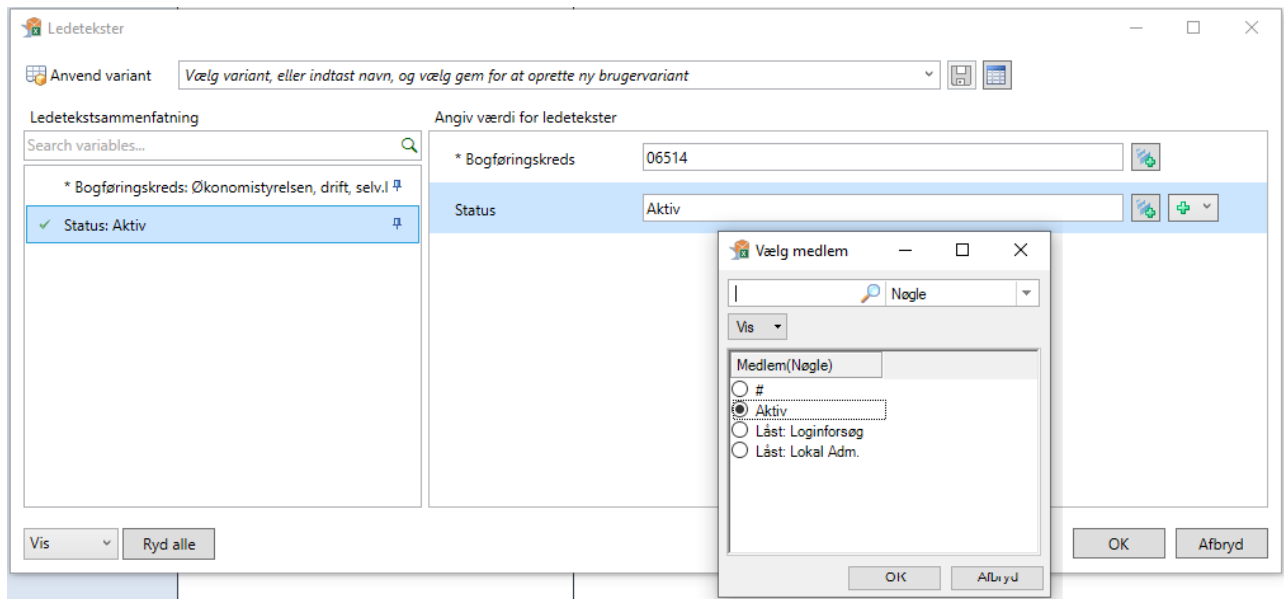 Ledetekster
Anvend variant
Vælg variant, eller indtast navn, og vælg gem for at oprette ny brugervariant
Ledetekstsammenfatning
Search variables...
* Bogføringskreds: Økonomistyrelsen, drift, selv.l
Status: Aktiv
Angiv værdi for ledetekster
* Bogføringskreds
06514
Status
Aktiv
Vælg medlem
Nøgle
Vis
Medlem(Nøgle)
#
Aktiv
Låst: Loginforsøg
Låst: Lokal Adm.
OK
Afbryd
Vis
Ryd alle
OK
Afbryd